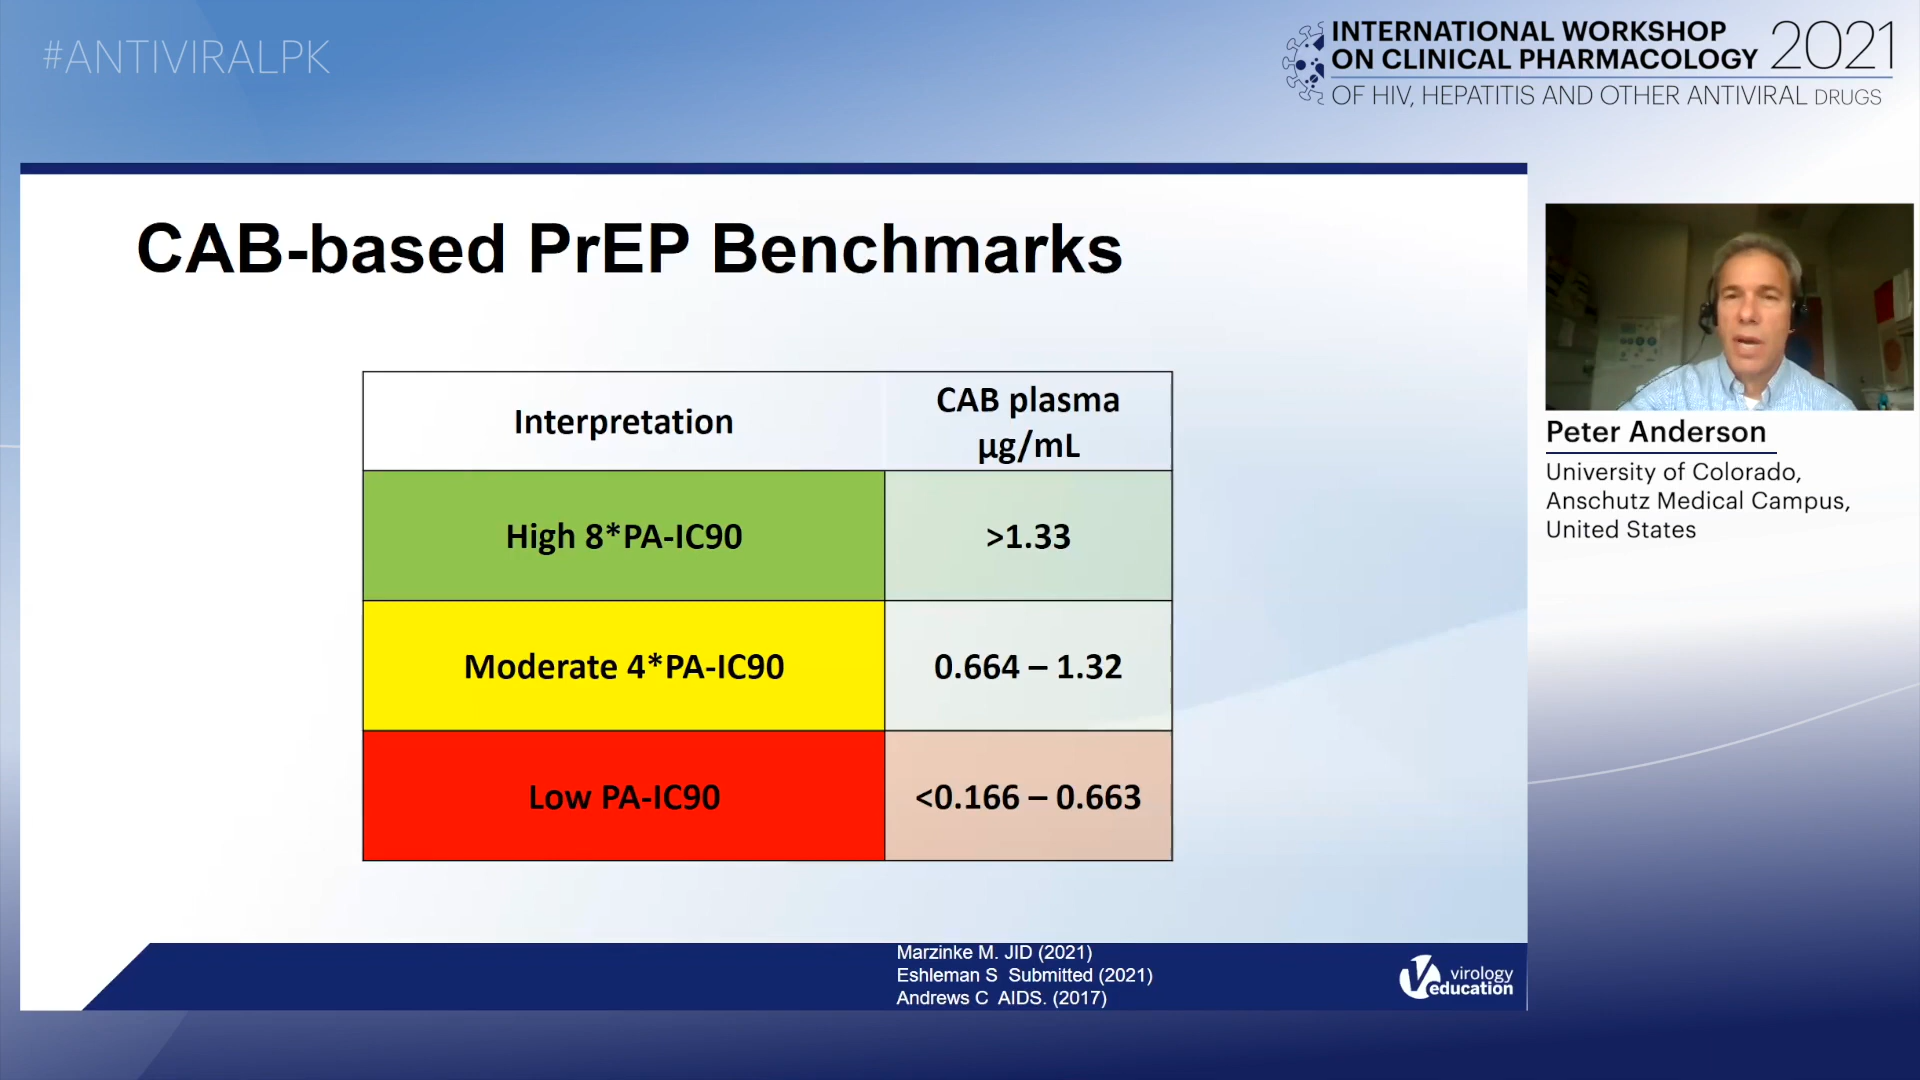 #ANTIVIRALPK
INTERNATIONAL WORKSHOP
ON CLINICAL PHARMACOLOGY 2021
OF HIV, HEPATITIS AND OTHER ANTIVIRAL DRUGS
CAB-based PrEP Benchmarks
Interpretation
CAB plasma
µg/mL
High 8*PA-IC90
>1.33
Moderate 4*PA-IC90
0.664 – 1.32
Low PA-IC90
<0.166 – 0.663
Marzinke M. JID (2021)
Eshleman S Submitted (2021)
Andrews C AIDS. (2017)
virology
education
Peter Anderson
University of Colorado,
Anschutz Medical Campus,
United States